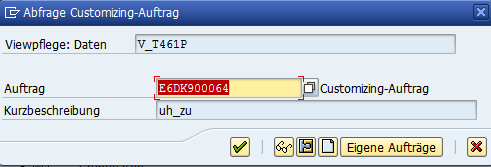 Abfrage Customizing-Auftrag
Viewpflege: Daten V_T461P
Auftrag E6DK900064 Customizing-Auftrag
Kurzbeschreibung uh_zu
Eigene Aufträge